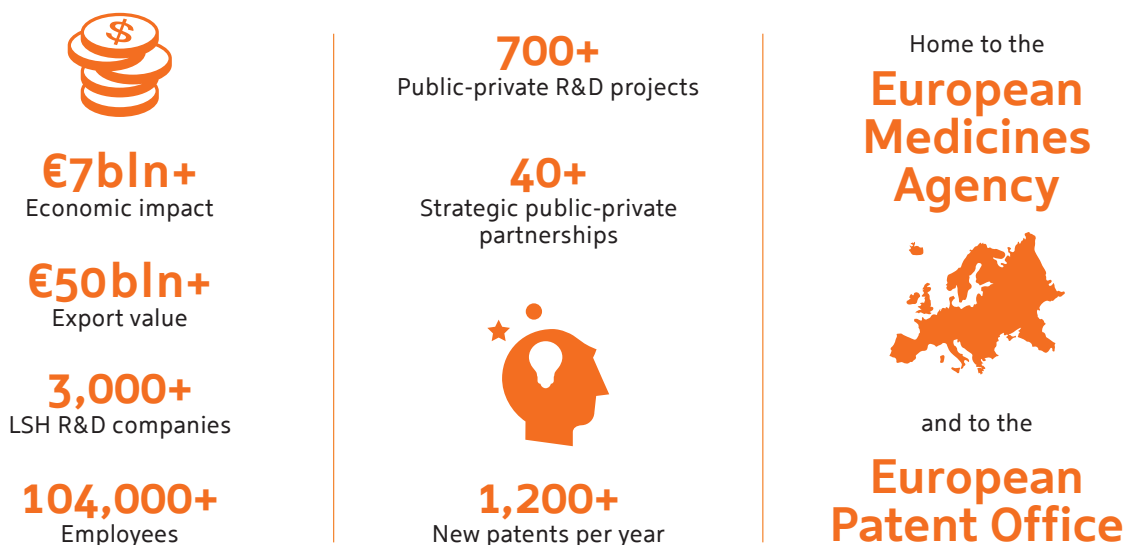 $
€7bln+
Economic impact
€50bln+
Export value
3,000+
LSH R&D companies
104,000+
Employees
700+
Public-private R&D projects
40+
Strategic public-private
partnerships
1,200+
New patents per year
Home to the
European
Medicines
Agency
and to the
European
Patent Office